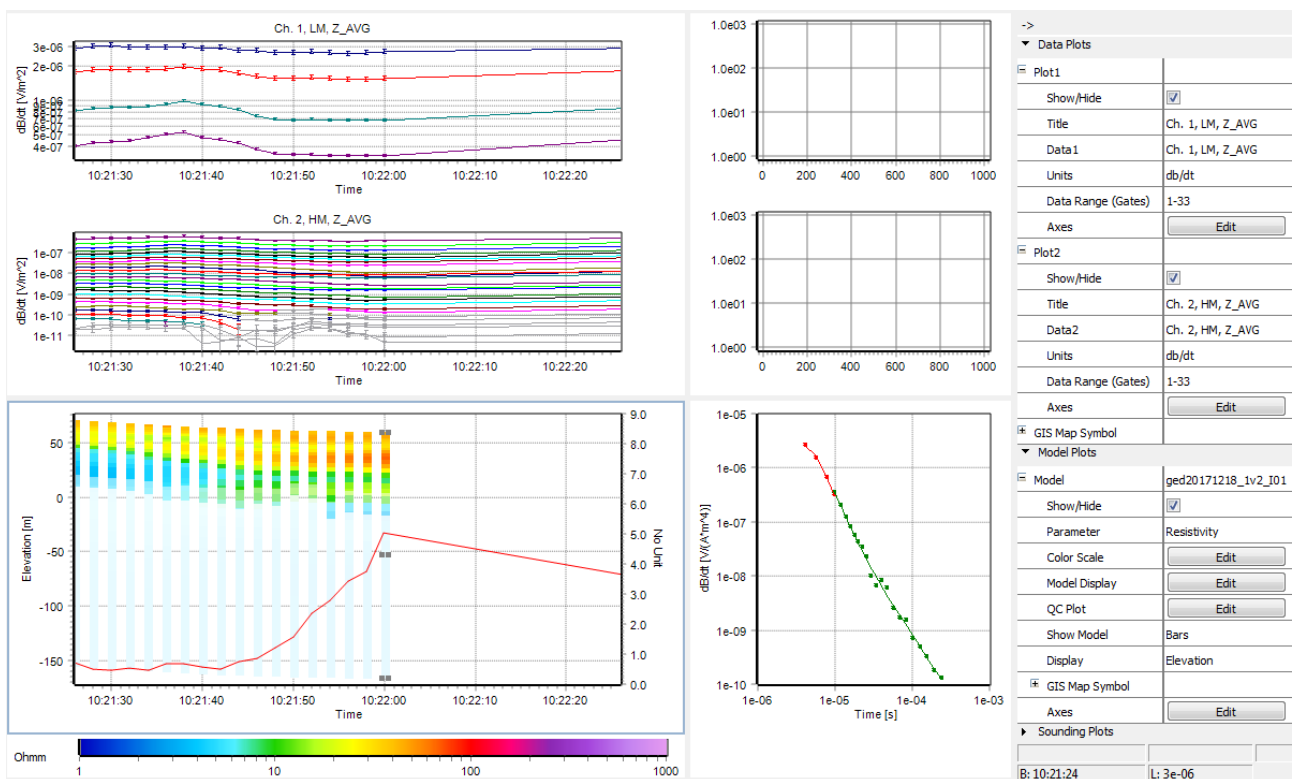 Ch. 1, LM, Z_AVG
3e-06
2e-06
1e-06
5e-07
4e-07
dB/dt [V/m^2]
10:21:30 10:21:40 10:21:50 10:22:00 10:22:10 10:22:20
Time
Ch. 2, HM, Z_AVG
1e-07
1e-08
1e-09
1e-10
1e-11
dB/dt [V/m^2]
10:21:30 10:21:40 10:21:50 10:22:00 10:22:10 10:22:20
Time
50
0
-50
-100
-150
Elevation [m]
9.0
8.0
7.0
6.0
5.0
4.0
3.0
2.0
1.0
0.0
No Unit
10:21:30 10:21:40 10:21:50 10:22:00 10:22:10 10:22:20
Time
Ohmm
1 10 100 1000
1.0e03
1.0e02
1.0e01
1.0e00
0 200 400 600 800 1000
1.0e03
1.0e02
1.0e01
1.0e00
0 200 400 600 800 1000
1e-05
1e-06
1e-07
1e-08
1e-09
1e-10
dB/dt [V/(A*m^4)]
1e-06 1e-05 1e-04 1e-03
Time [s]
->
Data Plots
Plot1
Show/Hide
Title Ch. 1, LM, Z_AVG
Data1 Ch. 1, LM, Z_AVG
Units db/dt
Data Range (Gates) 1-33
Axes Edit
Plot2
Show/Hide
Title Ch. 2, HM, Z_AVG
Data2 Ch. 2, HM, Z_AVG
Units db/dt
Data Range (Gates) 1-33
Axes Edit
GIS Map Symbol
Model Plots
Model ged20171218_1v2_I01
Show/Hide
Parameter Resistivity
Color Scale Edit
Model Display Edit
QC Plot Edit
Show Model Bars
Display Elevation
GIS Map Symbol
Axes Edit
Sounding Plots
B: 10:21:24 L: 3e-06